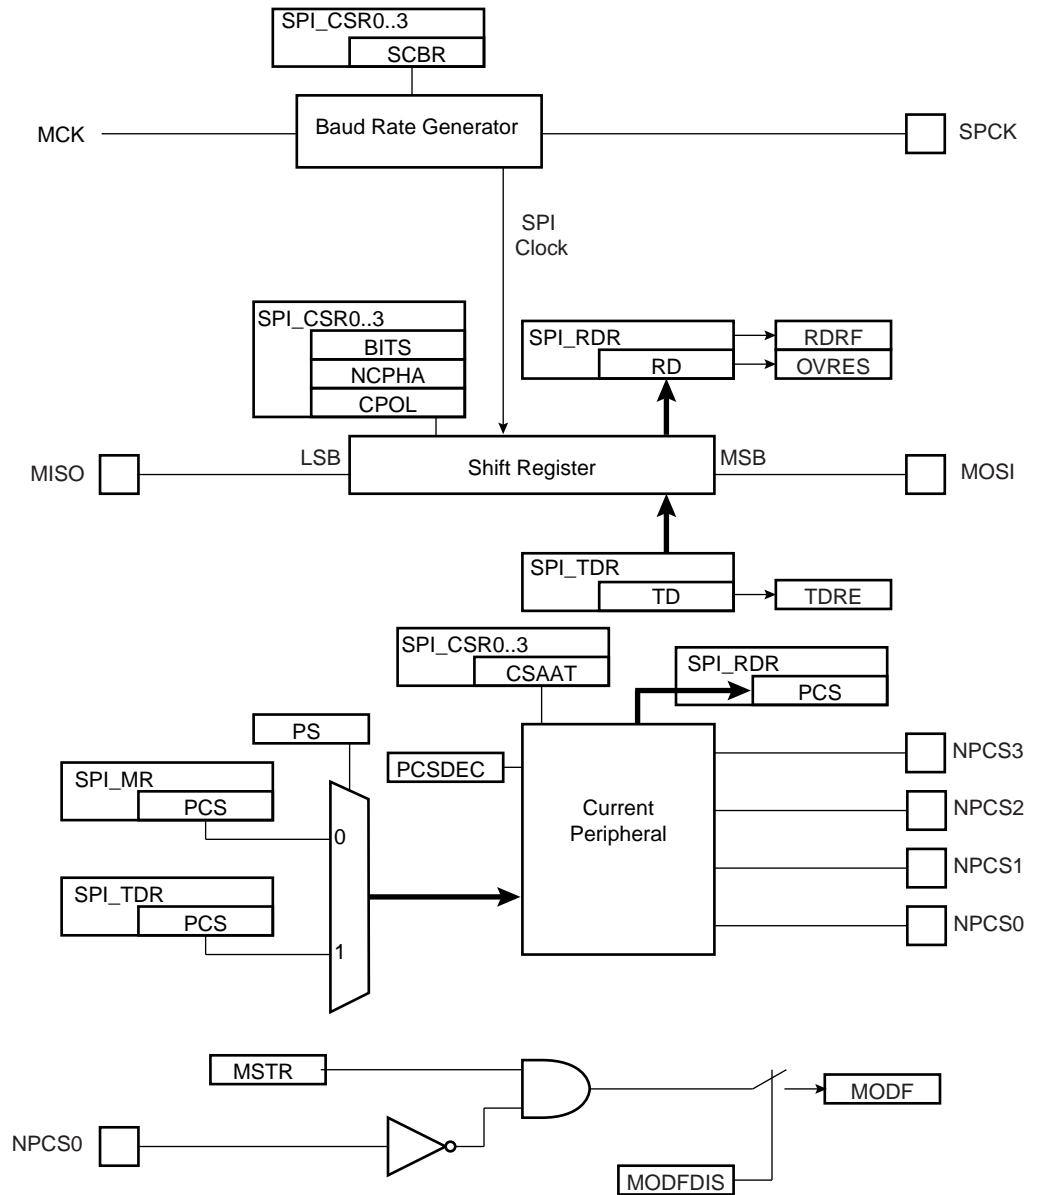 SPI_CSR0..3
SCBR
MCK
Baud Rate Generator
SPCK
SPI
Clock
SPI_CSR0..3
BITS
NCPHA
CPOL
SPI_RDR
RD
RDRF
OVRES
MISO
LSB
Shift Register
MSB
MOSI
SPI_TDR
TD
TDRE
SPI_CSR0..3
CSAAT
SPI_RDR
PCS
PS
PCSDEC
SPI_MR
PCS
0
Current
Peripheral
NPCS3
NPCS2
NPCS1
NPCS0
SPI_TDR
PCS
1
MSTR
MODF
NPCS0
MODFDIS